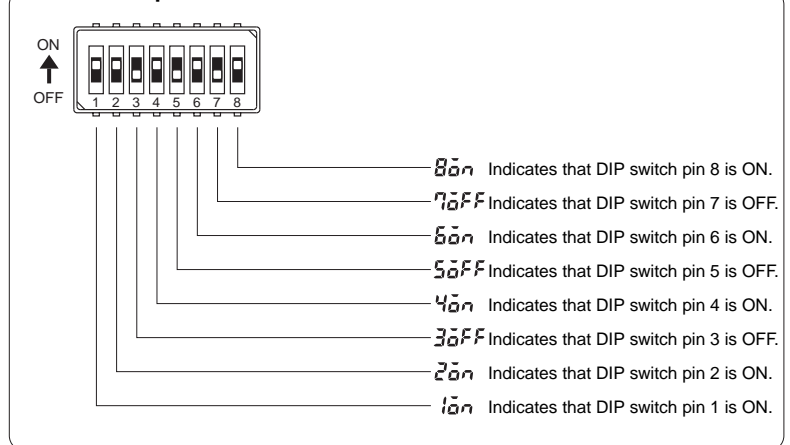 ON
OFF
1 2 3 4 5 6 7 8
8on Indicates that DIP switch pin 8 is ON.
7oFF Indicates that DIP switch pin 7 is OFF.
6on Indicates that DIP switch pin 6 is ON.
5oFF Indicates that DIP switch pin 5 is OFF.
4on Indicates that DIP switch pin 4 is ON.
3oFF Indicates that DIP switch pin 3 is OFF.
2on Indicates that DIP switch pin 2 is ON.
1on Indicates that DIP switch pin 1 is ON.